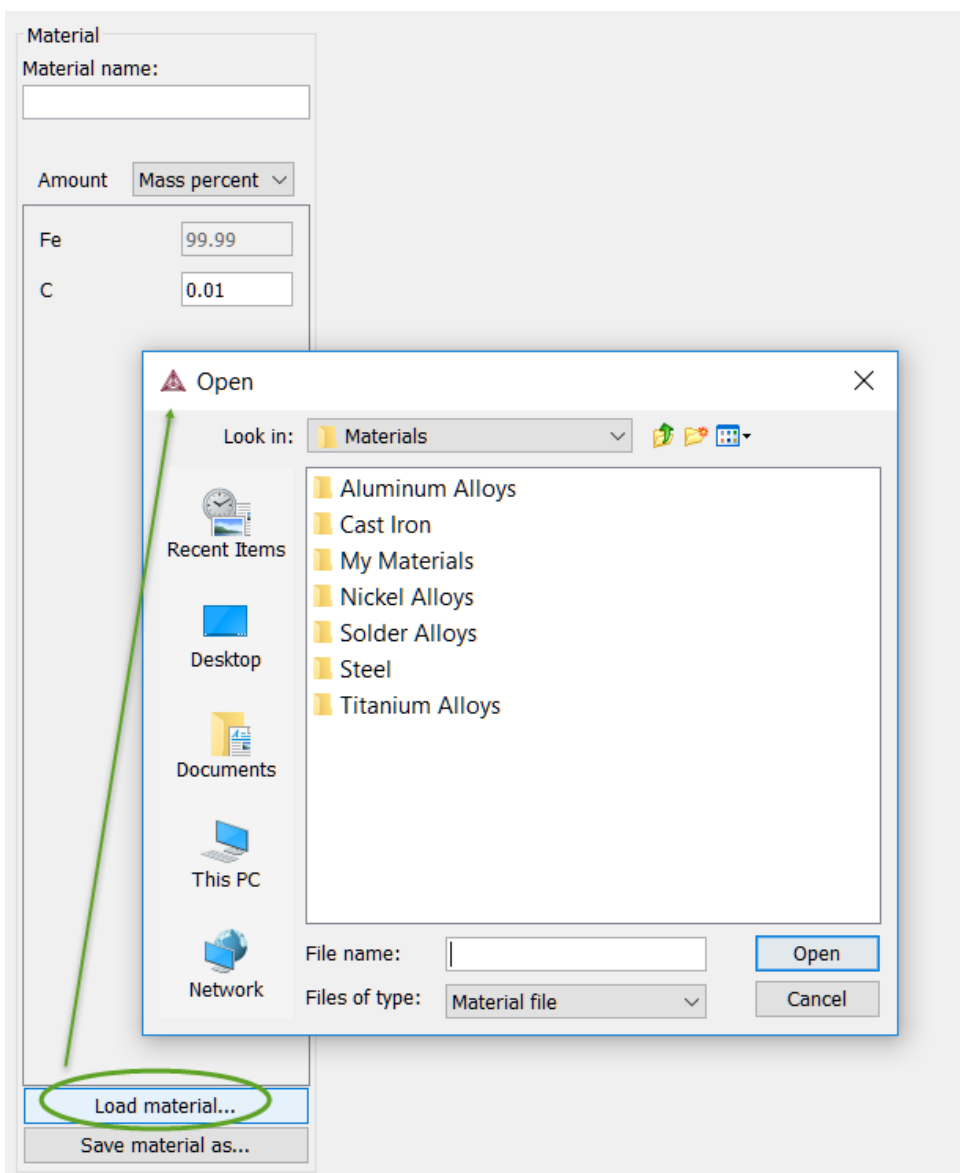 Material
Material name:
Amount Mass percent
Fe 99.99
C 0.01
Open
Look in: Materials
Recent Items
Desktop
Documents
This PC
Network
Aluminum Alloys
Cast Iron
My Materials
Nickel Alloys
Solder Alloys
Steel
Titanium Alloys
File name: Open
Files of type: Material file Cancel
Load material...
Save material as...